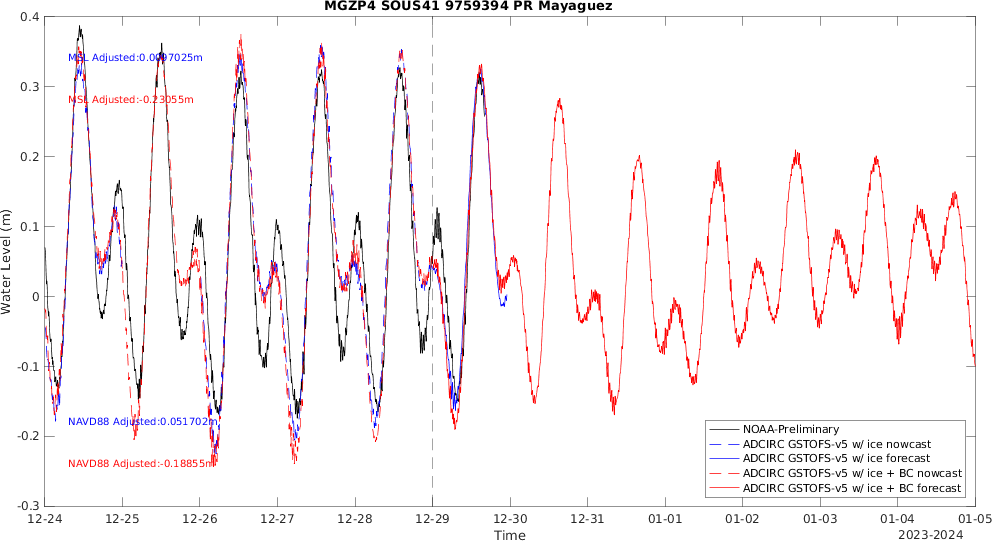 MGZP4 SOUS41 9759394 PR Mayaguez
0.4
0.3
0.2
0.1
0
-0.1
-0.2
-0.3
Water Level (m)
MSL Adjusted:0.0097025m
MSL Adjusted:-0.23055m
NAVD88 Adjusted:0.051702m
NAVD88 Adjusted:-0.18855m
NOAA-Preliminary
ADCIRC GSTOFS-v5 w/ ice nowcast
ADCIRC GSTOFS-v5 w/ ice forecast
ADCIRC GSTOFS-v5 w/ ice + BC nowcast
ADCIRC GSTOFS-v5 w/ ice + BC forecast
12-24 12-25 12-26 12-27 12-28 12-29 12-30 12-31 01-01 01-02 01-03 01-04 01-05
Time
2023-2024